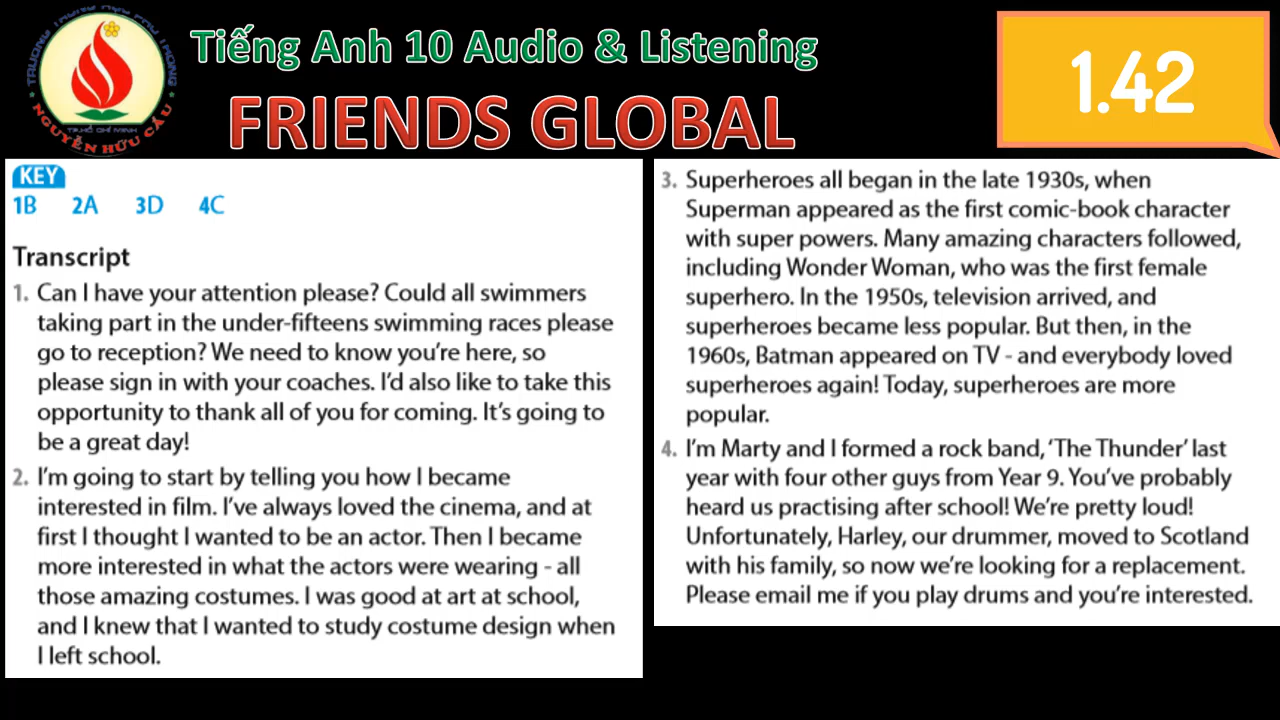 TRƯỜNG TRUNG HỌC PHỔ THÔNG
TP.HỒ CHÍ MINH
NGUYỄN HỮU CẦU
Tiếng Anh 10 Audio & Listening
FRIENDS GLOBAL
1.42
KEY
1B 2A 3D 4C
Transcript
1. Can I have your attention please? Could all swimmers
taking part in the under-fifteens swimming races please
go to reception? We need to know you're here, so
please sign in with your coaches. I'd also like to take this
opportunity to thank all of you for coming. It's going to
be a great day!
2. I'm going to start by telling you how I became
interested in film. I've always loved the cinema, and at
first I thought I wanted to be an actor. Then I became
more interested in what the actors were wearing - all
those amazing costumes. I was good at art at school,
and I knew that I wanted to study costume design when
I left school.
3. Superheroes all began in the late 1930s, when
Superman appeared as the first comic-book character
with super powers. Many amazing characters followed,
including Wonder Woman, who was the first female
superhero. In the 1950s, television arrived, and
superheroes became less popular. But then, in the
1960s, Batman appeared on TV - and everybody loved
superheroes again! Today, superheroes are more
popular.
4. I'm Marty and I formed a rock band, 'The Thunder' last
year with four other guys from Year 9. You've probably
heard us practising after school! We're pretty loud!
Unfortunately, Harley, our drummer, moved to Scotland
with his family, so now we're looking for a replacement.
Please email me if you play drums and you're interested.